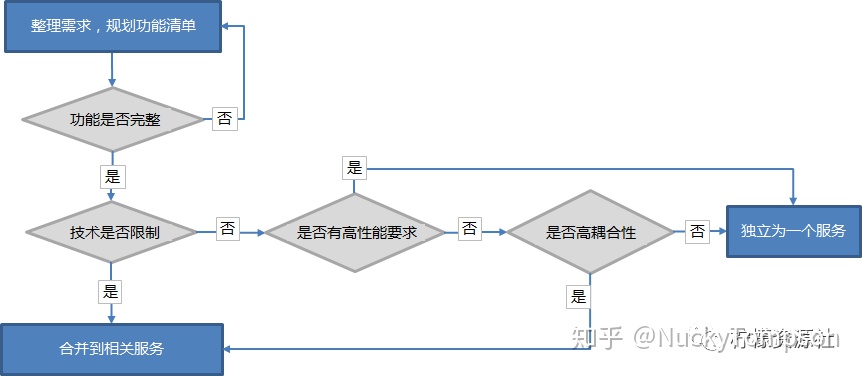 整理需求，规划功能清单
功能是否完整
否
是
是
技术是否限制
否
是否有高性能要求
否
是否高耦合性
否
独立为一个服务
是
是
合并到相关服务
知乎